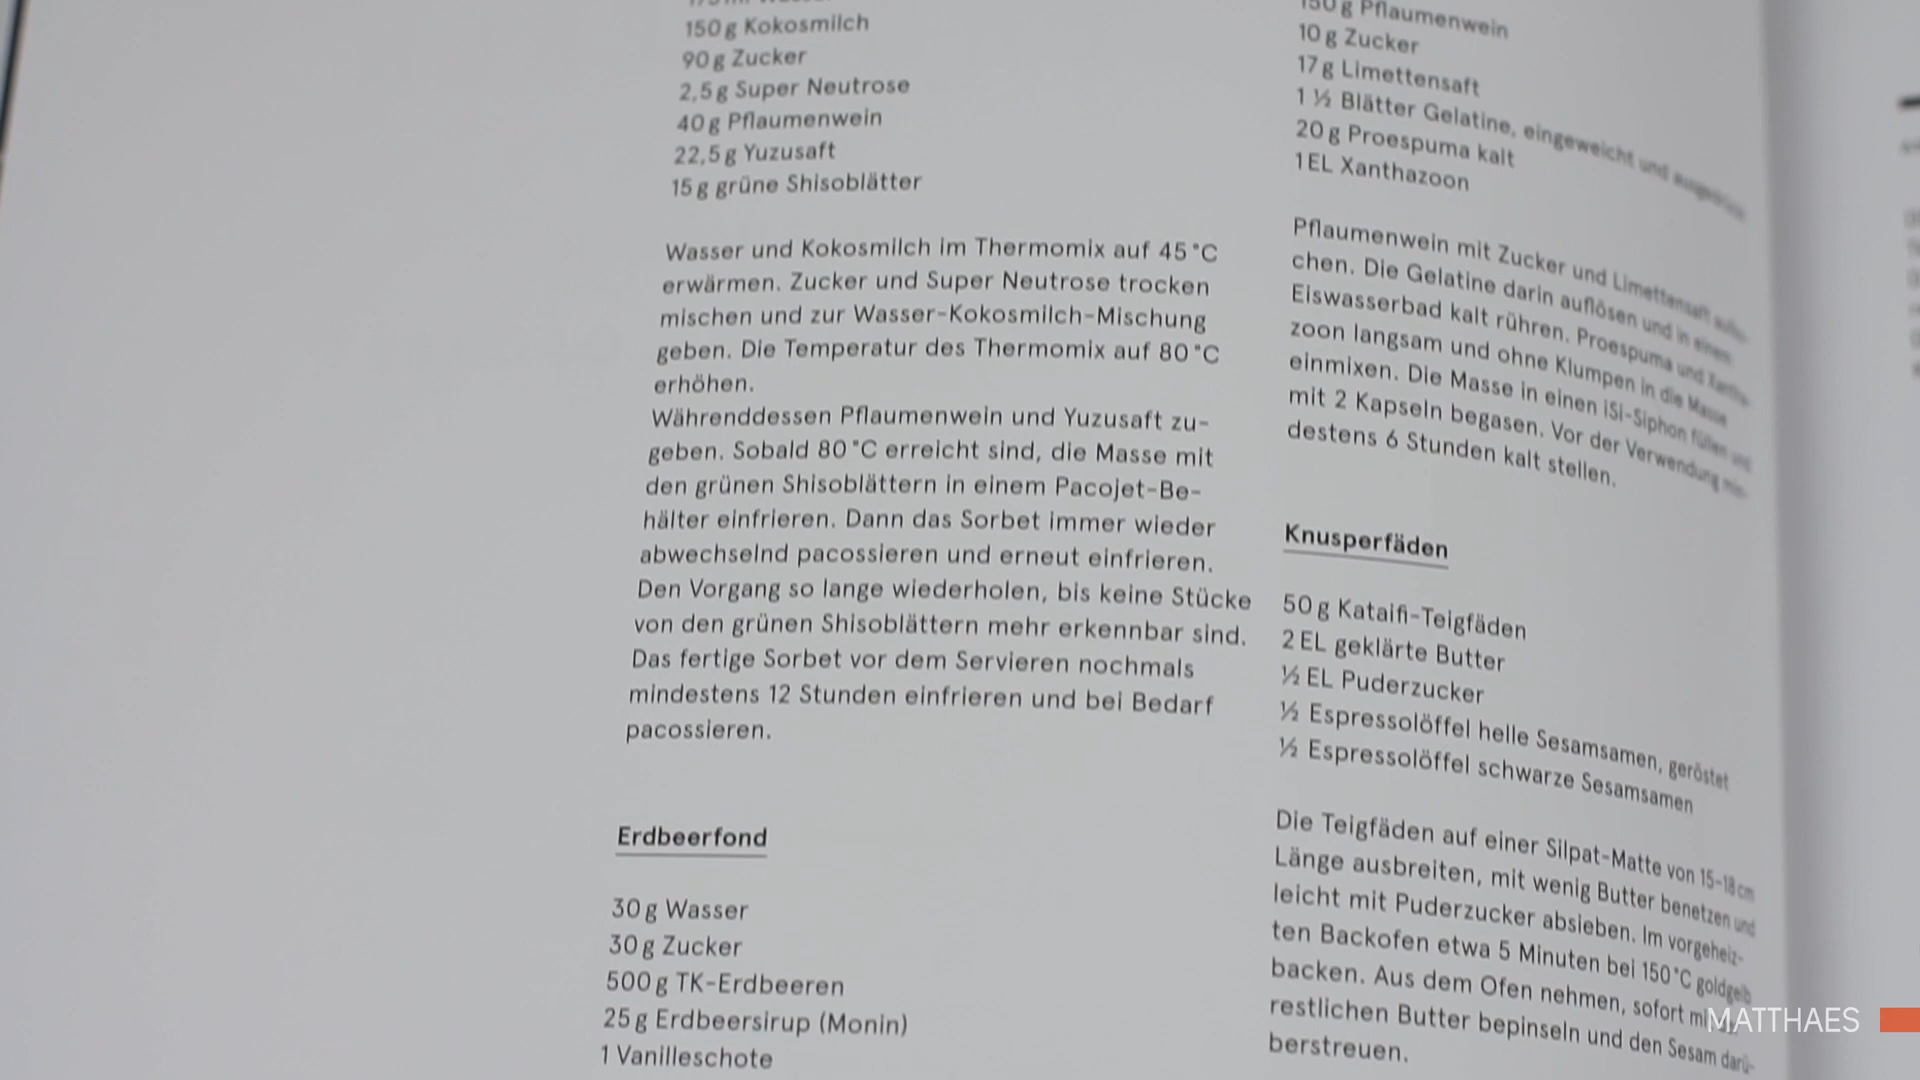 150 g Kokosmilch
90 g Zucker
2,5 g Super Neutrose
40 g Pflaumenwein
22,5 g Yuzusaft
15 g grüne Shisoblätter
Wasser und Kokosmilch im Thermomix auf 45 °C
erwärmen. Zucker und Super Neutrose trocken
mischen und zur Wasser-Kokosmilch-Mischung
geben. Die Temperatur des Thermomix auf 80 °C
erhöhen.
Währenddessen Pflaumenwein und Yuzusaft zu-
geben. Sobald 80 °C erreicht sind, die Masse mit
den grünen Shisoblättern in einem Pacojet-Be-
hälter einfrieren. Dann das Sorbet immer wieder
abwechselnd pacossieren und erneut einfrieren.
Den Vorgang so lange wiederholen, bis keine Stücke
von den grünen Shisoblättern mehr erkennbar sind.
Das fertige Sorbet vor dem Servieren nochmals
mindestens 12 Stunden einfrieren und bei Bedarf
pacossieren.
Erdbeerfond
30 g Wasser
30 g Zucker
500 g TK-Erdbeeren
25 g Erdbeersirup (Monin)
1 Vanilleschote
150 g Pflaumenwein
10 g Zucker
17 g Limettensaft
1 ½ Blätter Gelatine, eingeweicht und
20 g Proespuma kalt
1 EL Xanthazoon
Pflaumenwein mit Zucker und Limettensaft
chen. Die Gelatine darin auflösen und in einem
Eiswasserbad kalt rühren. Proespuma und Xantha-
zoon langsam und ohne Klumpen in die Masse
einmixen. Die Masse in einen iSi-Siphon füllen und
mit 2 Kapseln begasen. Vor der Verwendung min-
destens 6 Stunden kalt stellen.
Knusperfäden
50 g Kataifi-Teigfäden
2 EL geklärte Butter
½ EL Puderzucker
½ Espressolöffel helle Sesamsamen, geröstet
½ Espressolöffel schwarze Sesamsamen
Die Teigfäden auf einer Silpat-Matte von 15-18 cm
Länge ausbreiten, mit wenig Butter benetzen und
leicht mit Puderzucker absieben. Im vorgeheiz-
ten Backofen etwa 5 Minuten bei 150 °C goldgelb
backen. Aus dem Ofen nehmen, sofort mit
restlichen Butter bepinseln und den Sesam darü-
berstreuen.
MATTHAES